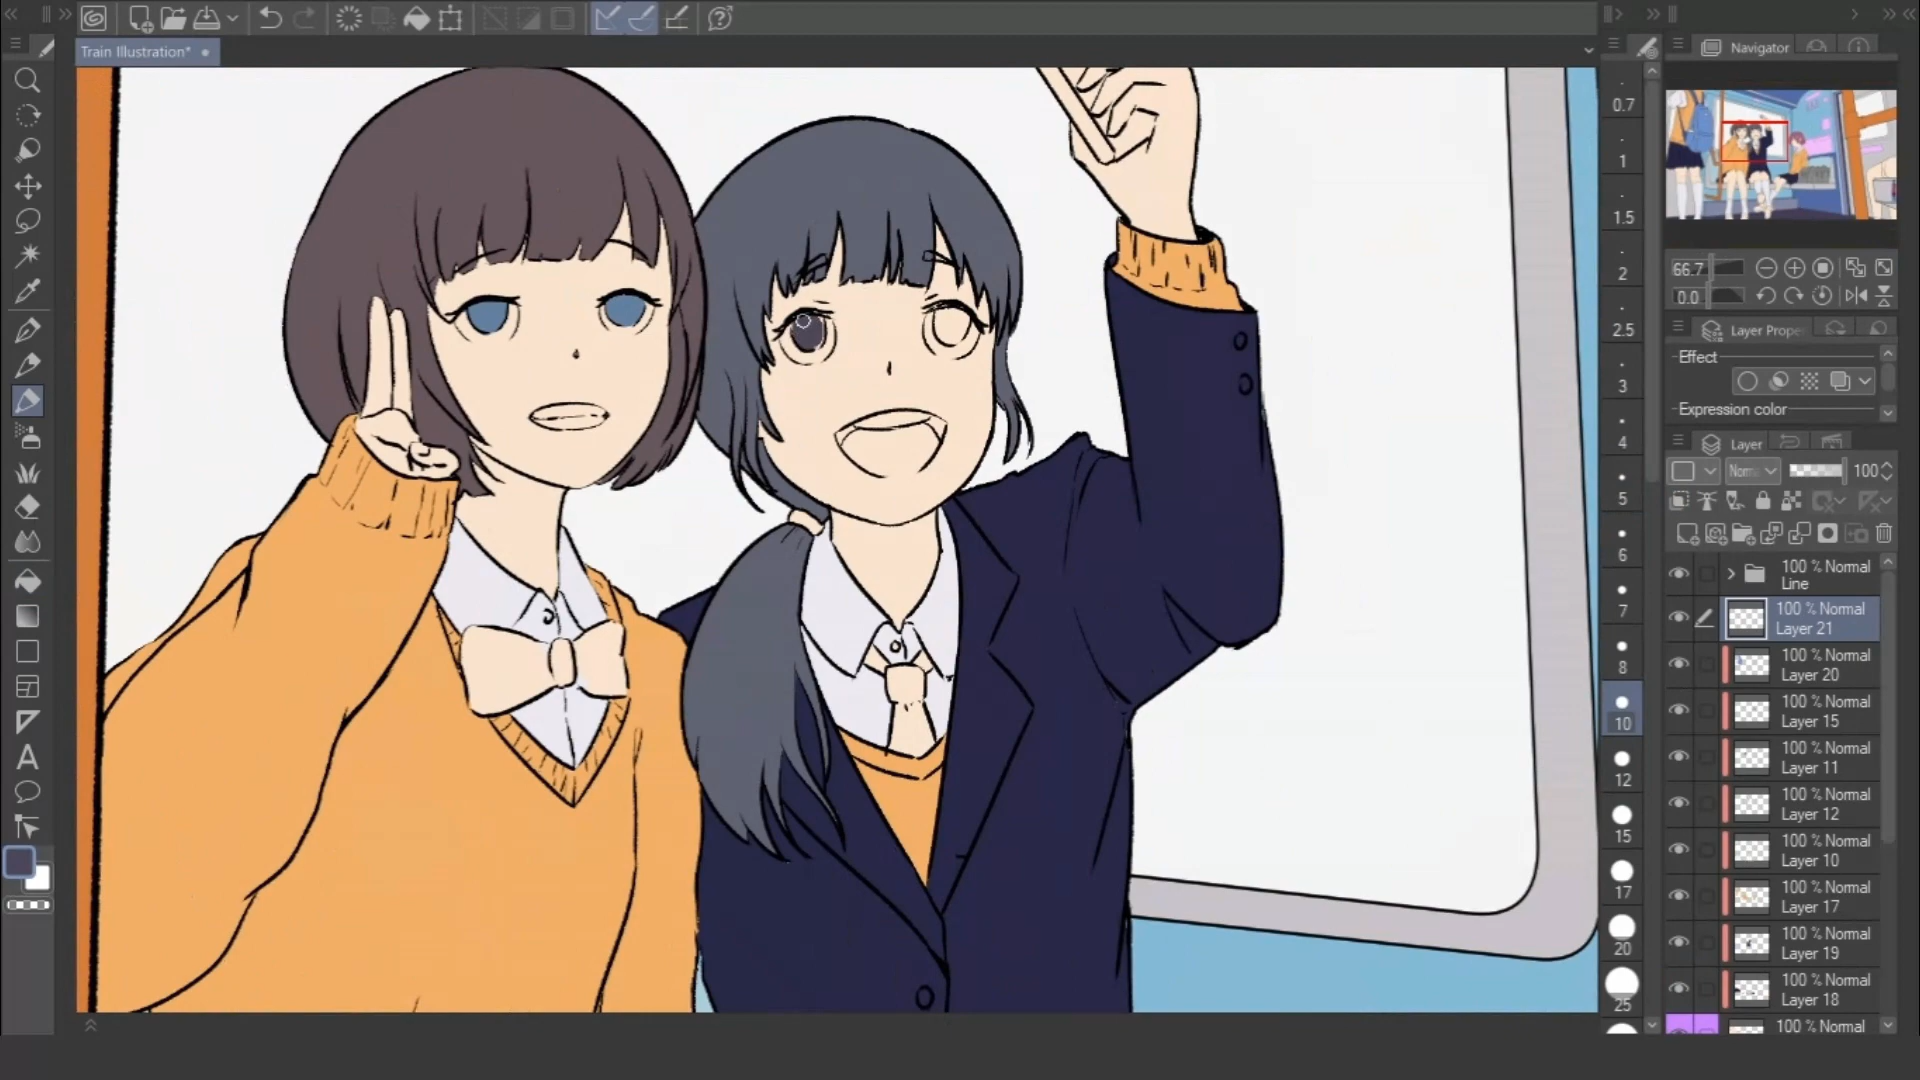 Train Illustration*
Navigator
66.7
0.0
Layer Prope
Effect
Expression color
Layer
Norm
100
100 % Normal
Line
100 % Normal
Layer 21
100 % Normal
Layer 20
100 % Normal
Layer 15
100 % Normal
Layer 11
100 % Normal
Layer 12
100 % Normal
Layer 10
100 % Normal
Layer 17
100 % Normal
Layer 19
100 % Normal
Layer 18
100 % Normal
0.7
1
1.5
2
2.5
3
4
5
6
7
8
10
12
15
17
20
25